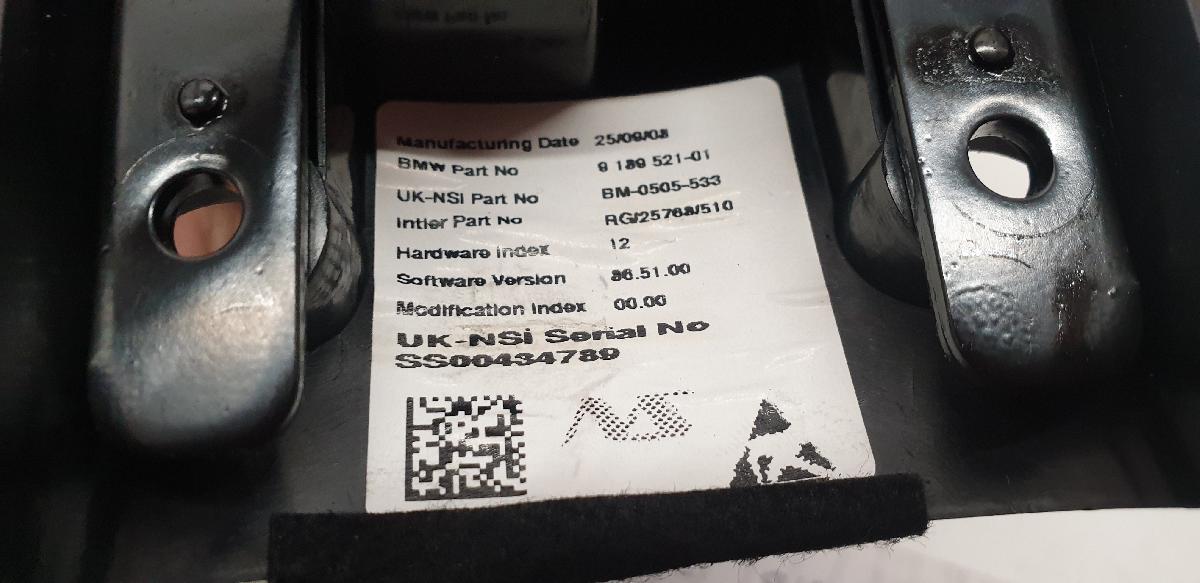 Manufacturing Date 25/09/08
BMW Part No 9 189 521-01
UK-NSI Part No BM-0505-533
Intier Part No RG/25768/510
Hardware Index 12
Software Version 86.51.00
Modification Index 00.00
UK-NSi Serial No
SS00434789
NS